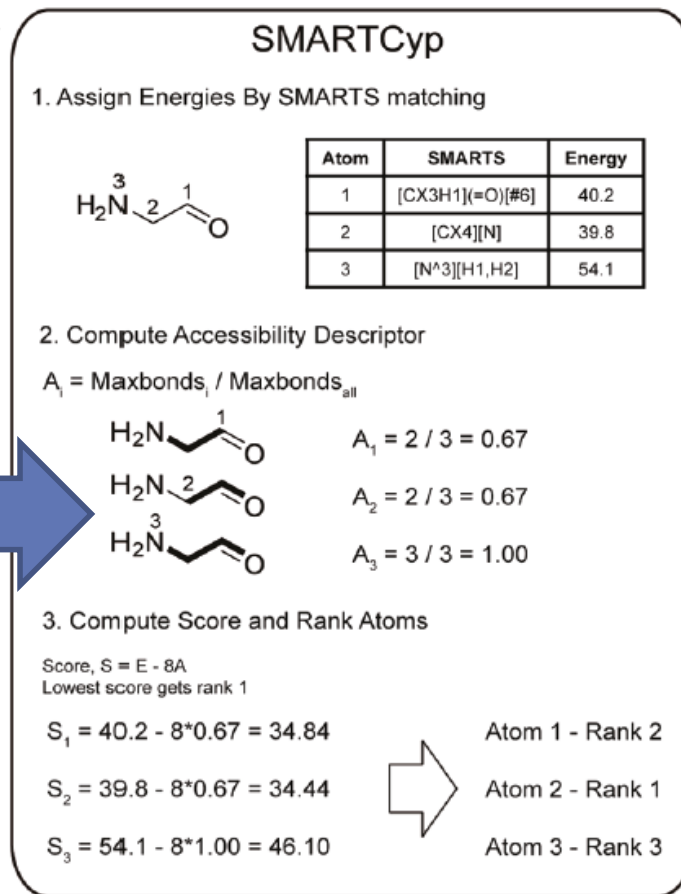 SMARTCyp
1. Assign Energies By SMARTS matching
3
1
H₂N
2
O
Atom SMARTS Energy
1 [CX3H1](=O)[#6] 40.2
2 [CX4][N] 39.8
3 [N^3][H1,H2] 54.1
2. Compute Accessibility Descriptor
Aᵢ = Maxbondsᵢ / Maxbondsₐₗₗ
1
H₂N O A₁ = 2 / 3 = 0.67
H₂N 2 O A₂ = 2 / 3 = 0.67
3
H₂N O A₃ = 3 / 3 = 1.00
3. Compute Score and Rank Atoms
Score, S = E - 8A
Lowest score gets rank 1
S₁ = 40.2 - 8*0.67 = 34.84 Atom 1 - Rank 2
S₂ = 39.8 - 8*0.67 = 34.44 Atom 2 - Rank 1
S₃ = 54.1 - 8*1.00 = 46.10 Atom 3 - Rank 3